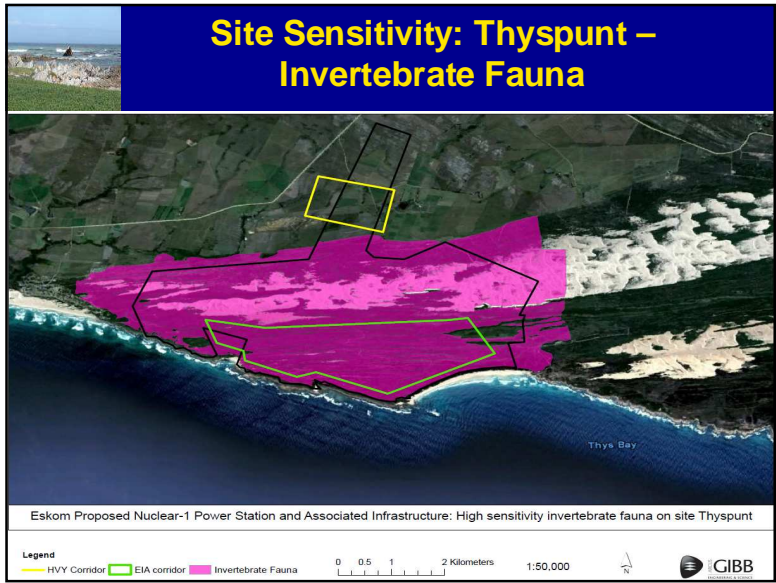 Site Sensitivity: Thyspunt –
Invertebrate Fauna
Thys Bay
Eskom Proposed Nuclear-1 Power Station and Associated Infrastructure: High sensitivity invertebrate fauna on site Thyspunt
Legend
HVY Corridor EIA corridor Invertebrate Fauna
0 0.5 1 2 Kilometers
1:50,000
N
GIBB
ENGINEERING & SCIENCE